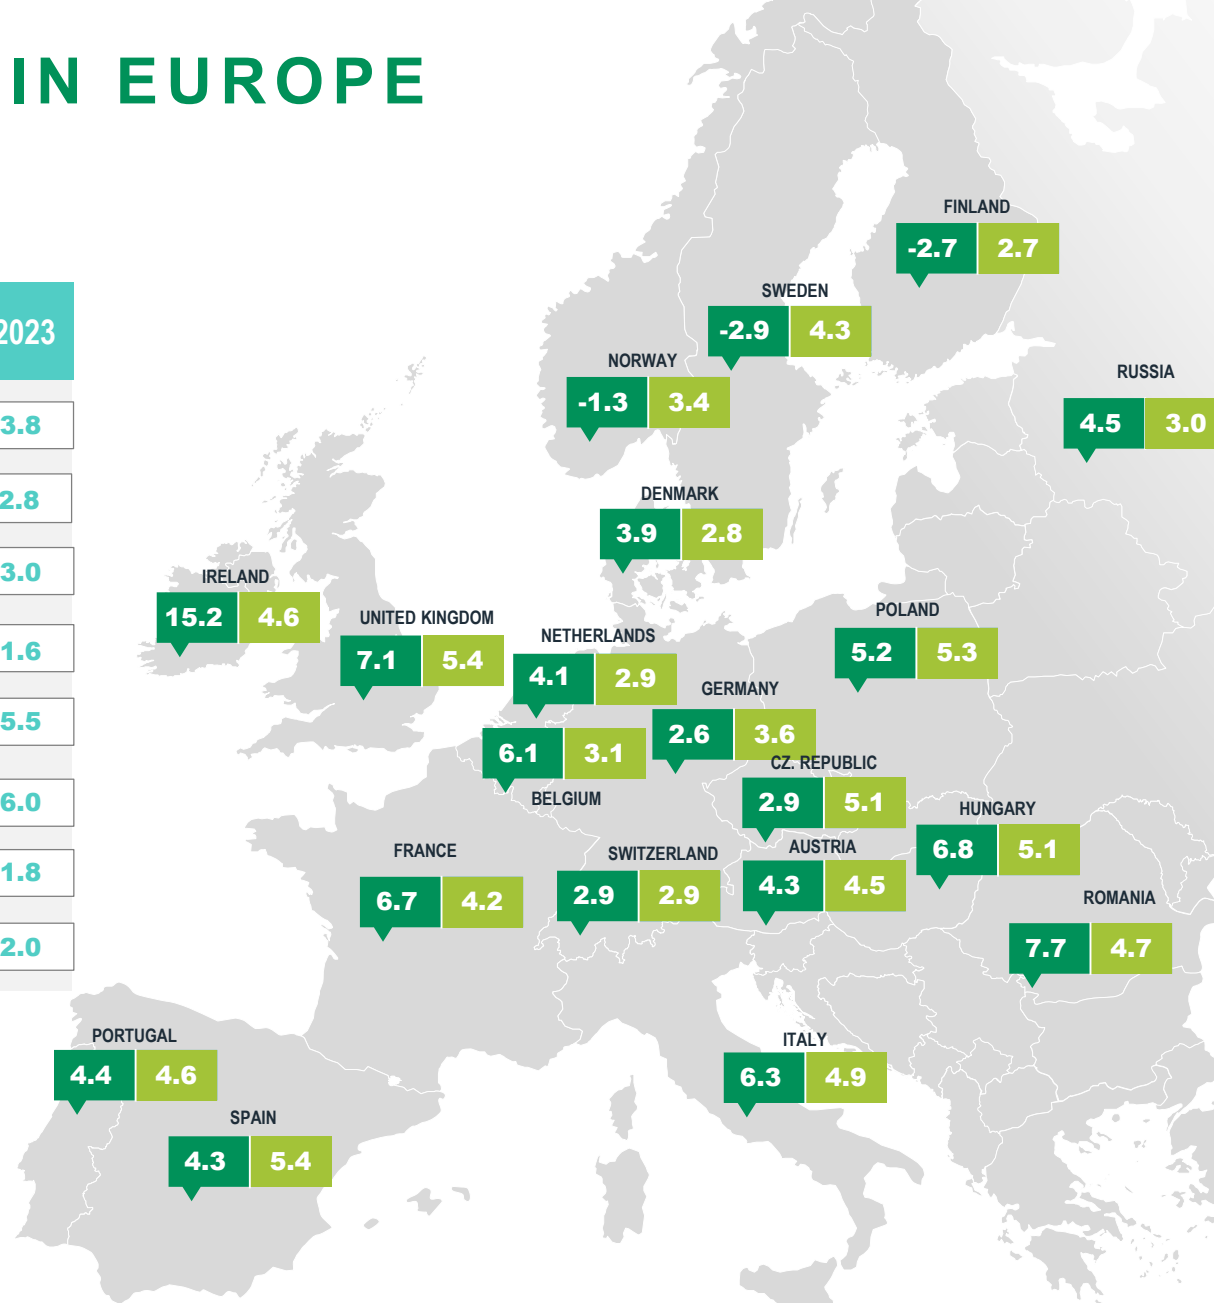 IN EUROPE
2023
3.8
2.8
3.0
1.6
5.5
6.0
1.8
2.0
FINLAND
-2.7 2.7
SWEDEN
-2.9 4.3
NORWAY
-1.3 3.4
RUSSIA
4.5 3.0
DENMARK
3.9 2.8
IRELAND
15.2 4.6
UNITED KINGDOM
7.1 5.4
NETHERLANDS
4.1 2.9
POLAND
5.2 5.3
GERMANY
2.6 3.6
6.1 3.1
BELGIUM
CZ. REPUBLIC
2.9 5.1
HUNGARY
6.8 5.1
FRANCE
6.7 4.2
SWITZERLAND
2.9 2.9
AUSTRIA
4.3 4.5
ROMANIA
7.7 4.7
PORTUGAL
4.4 4.6
ITALY
6.3 4.9
SPAIN
4.3 5.4